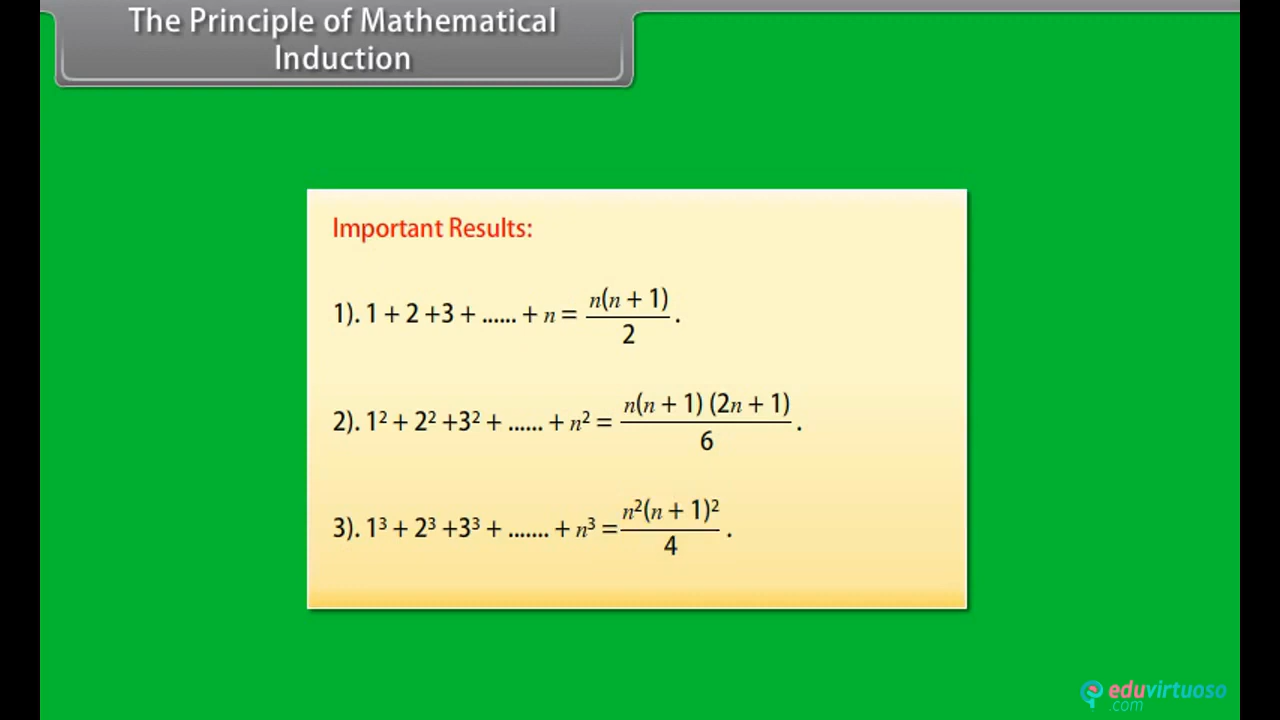 The Principle of Mathematical
Induction
Important Results:
1). 1 + 2 +3 + ...... + n = n(n + 1)/2 .
2). 1² + 2² +3² + ...... + n² = n(n + 1) (2n + 1)/6 .
3). 1³ + 2³ +3³ + ....... + n³ = n²(n + 1)²/4 .
eduvirtuoso
.com